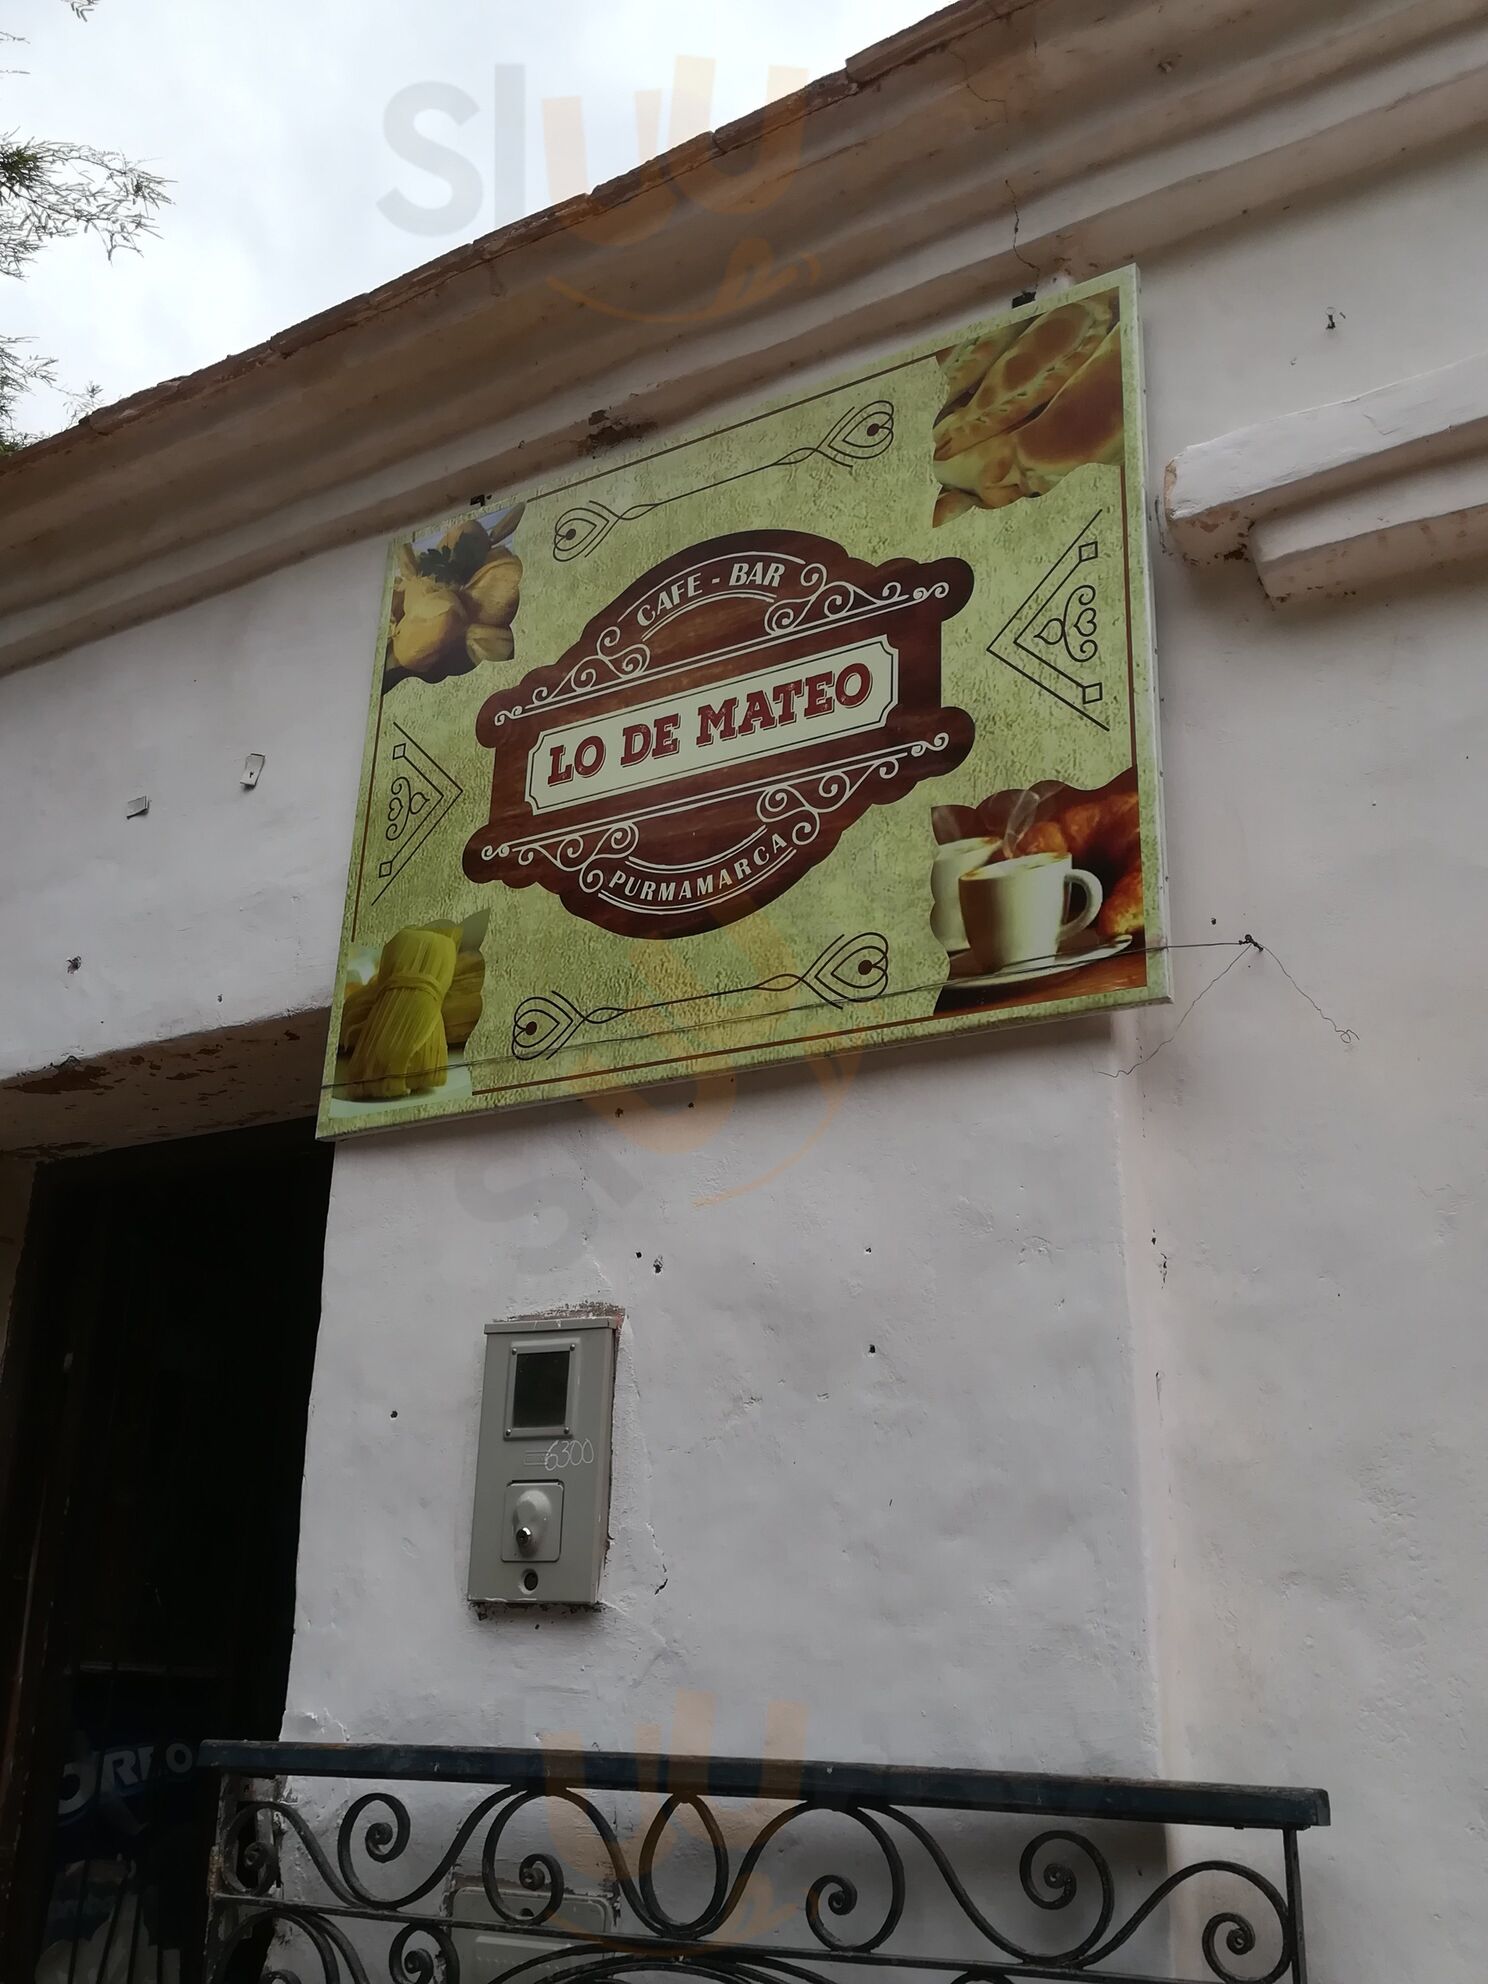 CAFE - BAR
LO DE MATEO
PURMAMARCA
6300